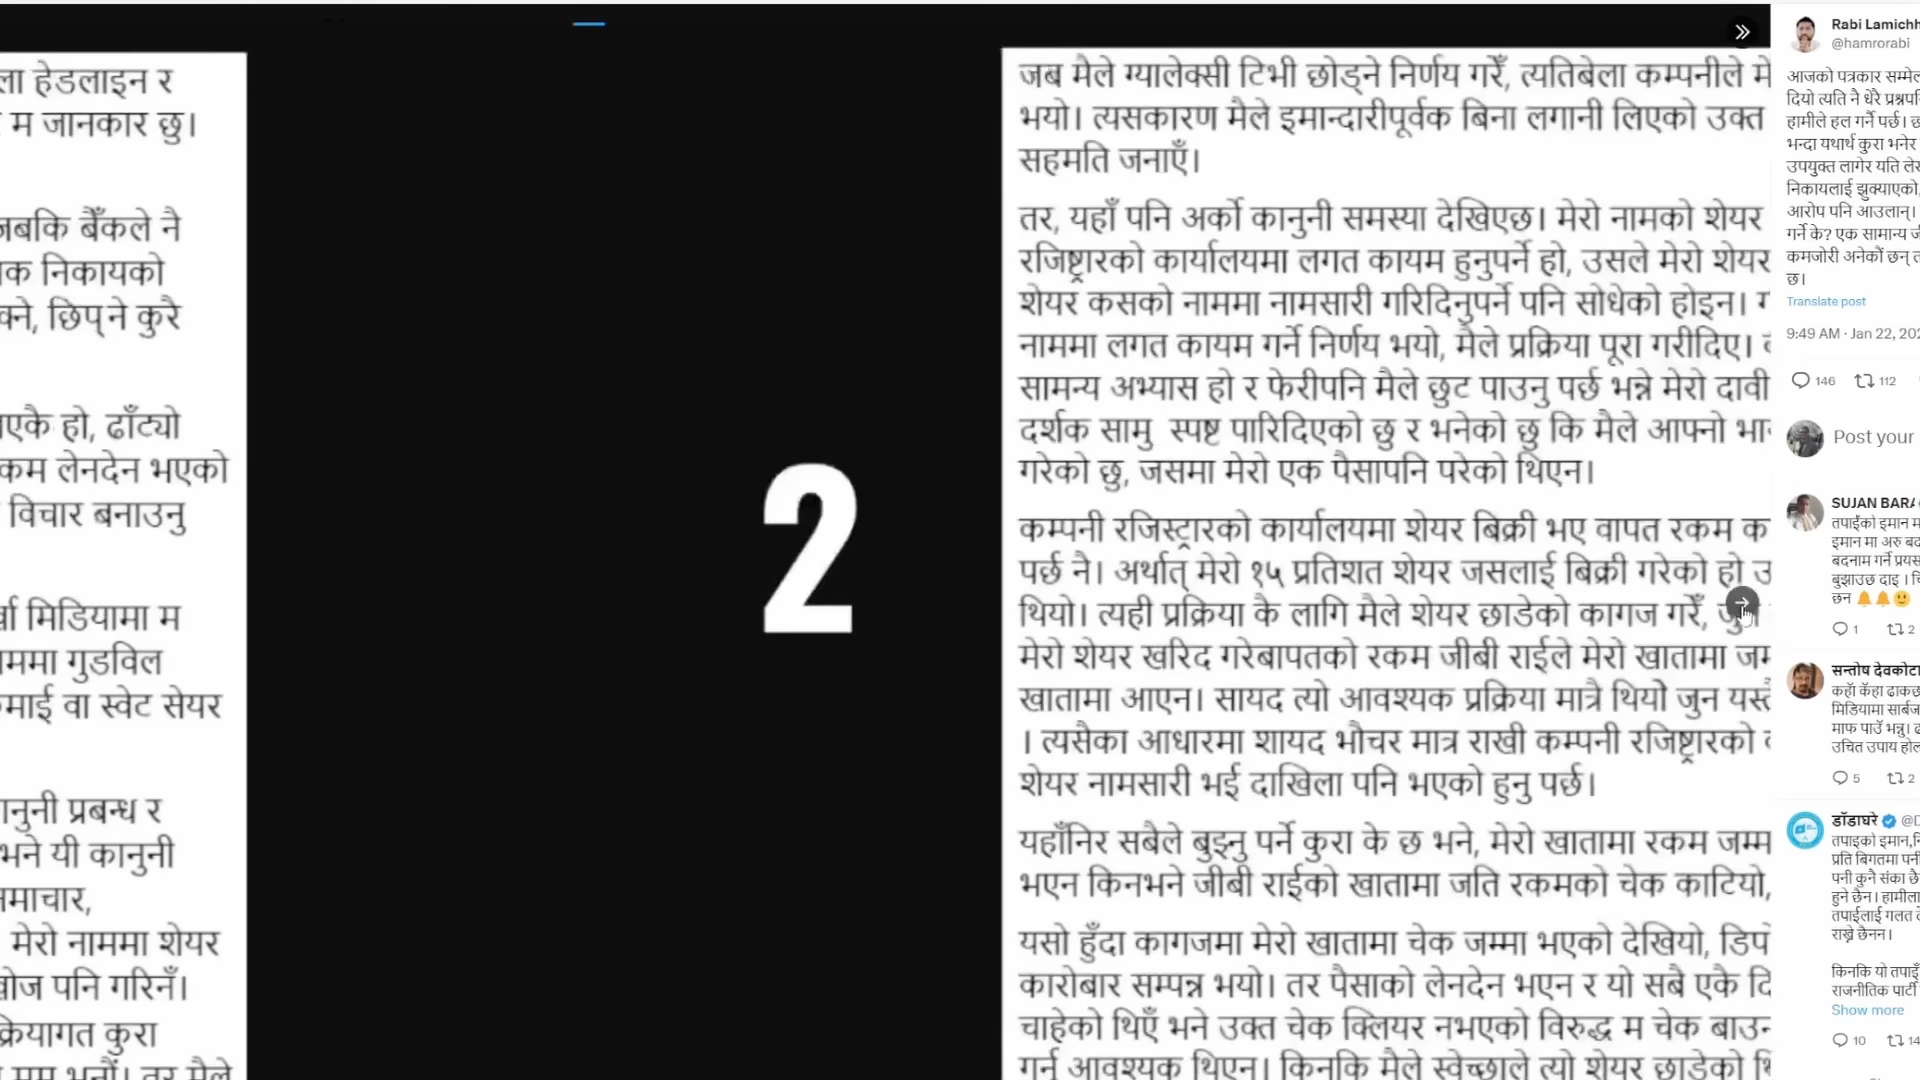 ला हेडलाइन र
म जानकार छु।
जबकि बैंकले नै
क निकायको
क्ने, छिप्ने कुरै
एकै हो, ढाँट्यो
कम लेनदेन भएको
विचार बनाउनु
र्वा मिडियामा म
ममा गुडविल
माई वा स्वेट सेयर
ानुनी प्रबन्ध र
भने यी कानुनी
समाचार,
मेरो नाममा शेयर
खोज पनि गरिनँ।
क्रियागत कुरा
2
जब मैले ग्यालेक्सी टिभी छोड्ने निर्णय गरेँ, त्यतिबेला कम्पनीले मे
भयो। त्यसकारण मैले इमान्दारीपूर्वक बिना लगानी लिएको उक्त
सहमति जनाएँ।
तर, यहाँ पनि अर्को कानुनी समस्या देखिएछ। मेरो नामको शेयर
रजिष्ट्रारको कार्यालयमा लगत कायम हुनुपर्ने हो, उसले मेरो शेयर
शेयर कसको नाममा नामसारी गरिदिनुपर्ने पनि सोधेको होइन।
नाममा लगत कायम गर्ने निर्णय भयो, मैले प्रक्रिया पूरा गरीदिए।
सामन्य अभ्यास हो र फेरीपनि मैले छुट पाउनु पर्छ भन्ने मेरो दावी
दर्शक सामु स्पष्ट पारिदिएको छु र भनेको छु कि मैले आफ्नो भा
गरेको छु, जसमा मेरो एक पैसापनि परेको थिएन।
कम्पनी रजिस्ट्रारको कार्यालयमा शेयर बिक्री भए वापत रकम क
पर्छ नै। अर्थात् मेरो १५ प्रतिशत शेयर जसलाई बिक्री गरेको हो उ
थियो। त्यही प्रक्रिया कै लागि मैले शेयर छाडेको कागज गरेँ,
मेरो शेयर खरिद गरेबापतको रकम जीबी राईले मेरो खातामा जम
खातामा आएन। सायद त्यो आवश्यक प्रक्रिया मात्रै थियो जुन यस्तै
। त्यसैका आधारमा शायद भौचर मात्र राखी कम्पनी रजिष्ट्रारको
शेयर नामसारी भई दाखिला पनि भएको हुनु पर्छ।
यहाँनिर सबैले बुझ्नु पर्ने कुरा के छ भने, मेरो खातामा रकम जम्म
भएन किनभने जीबी राईको खातामा जति रकमको चेक काटियो,
यसो हुँदा कागजमा मेरो खातामा चेक जम्मा भएको देखियो, डिप
कारोबार सम्पन्न भयो। तर पैसाको लेनदेन भएन र यो सबै एकै दि
चाहेको थिएँ भने उक्त चेक क्लियर नभएको विरुद्ध म चेक बाउन
गर्न आवश्यक थिएन। किनकि मैले स्वेच्छाले त्यो शेयर छाडेको थि
Rabi Lamichh
@hamrorabi
आजको पत्रकार सम्मेल
दियो त्यति नै धेरै प्रश्नप
हामीले हल गर्नै पर्छ। छ
भन्दा यथार्थ कुरा भनेर
उपयुक्त लागेर यति लेख
निकायलाई झुक्याएको,
आरोप पनि आउलान्।
गर्ने के? एक सामान्य ज
कमजोरी अनेकौं छन् त
छ।
Translate post
9:49 AM · Jan 22, 202
146 112
Post your
SUJAN BARA
तपाईंको इमान म
इमान मा अरु बद
बदनाम गर्ने प्रयस
बुझाउछ दाइ । चि
छन 🔔🔔🙂
1 2
सन्तोष देवकोटा
कहाँ कँहा ढाकछ
मिडियामा सार्बज
माफ पाउँ भन्नु। ढ
उचित उपाय होल
5 2
डाँडाघरे @D
तपाइको इमान,नि
प्रति बिगतमा पनी
पनी कुनै संका छै
हुने छैन। हामीला
तपाईलाई गलत ठ
राख्ने छैनन।
किनकि यो तपाईं
राजनीतिक पार्टी
Show more
10 14